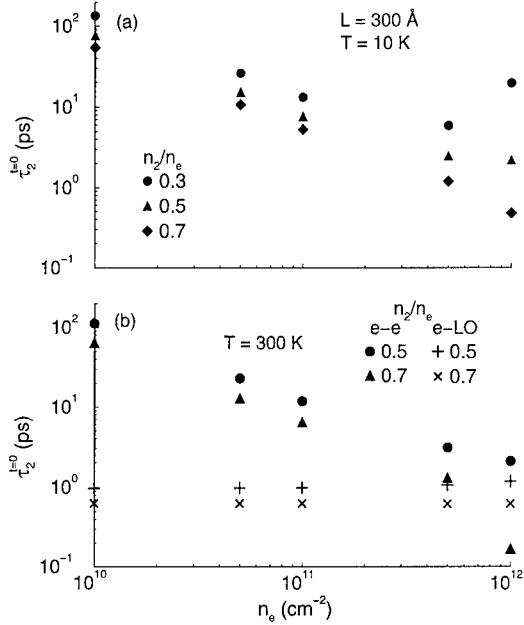 (a)
L = 300 Å
T = 10 K
10²
10¹
10⁰
10⁻¹
τ₂ᵗ⁼⁰ (ps)
n₂/nₑ
● 0.3
▲ 0.5
◆ 0.7
(b)
T = 300 K
n₂/nₑ
e–e e–LO
● 0.5 + 0.5
▲ 0.7 × 0.7
10²
10¹
10⁰
10⁻¹
τ₂ᵗ⁼⁰ (ps)
10¹⁰ 10¹¹ 10¹²
nₑ (cm⁻²)